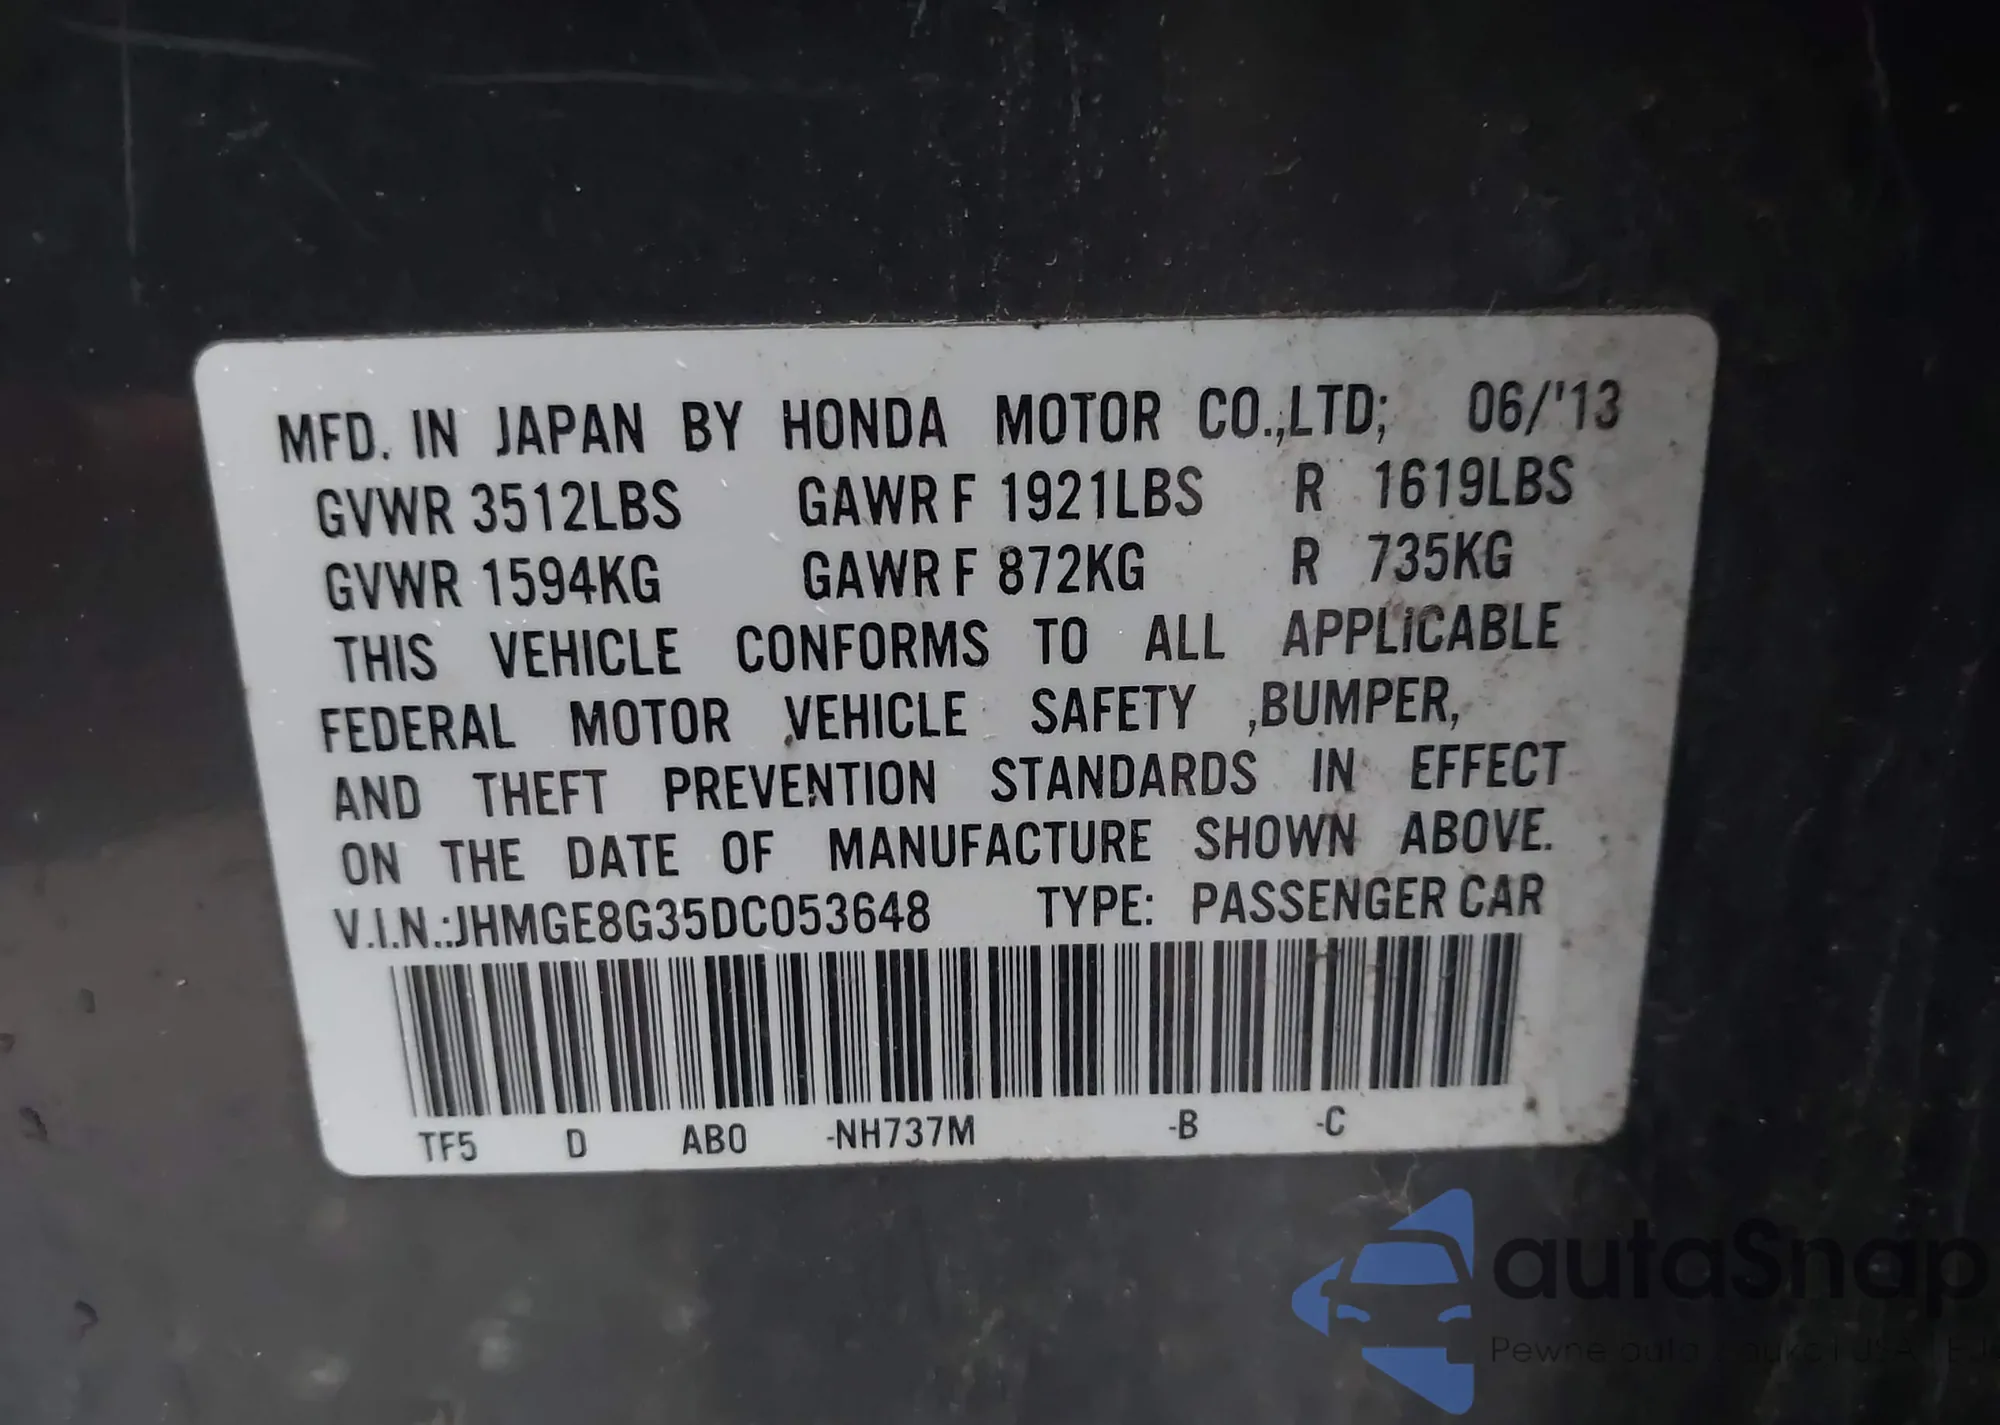 MFD. IN JAPAN BY HONDA MOTOR CO.,LTD; 06/'13
GVWR 3512LBS GAWR F 1921LBS R 1619LBS
GVWR 1594KG GAWR F 872KG R 735KG
THIS VEHICLE CONFORMS TO ALL APPLICABLE
FEDERAL MOTOR VEHICLE SAFETY ,BUMPER,
AND THEFT PREVENTION STANDARDS IN EFFECT
ON THE DATE OF MANUFACTURE SHOWN ABOVE.
V.I.N.:JHMGE8G35DC053648 TYPE: PASSENGER CAR
TF5 D AB0 -NH737M -B -C
autaSnap
Pewne auta